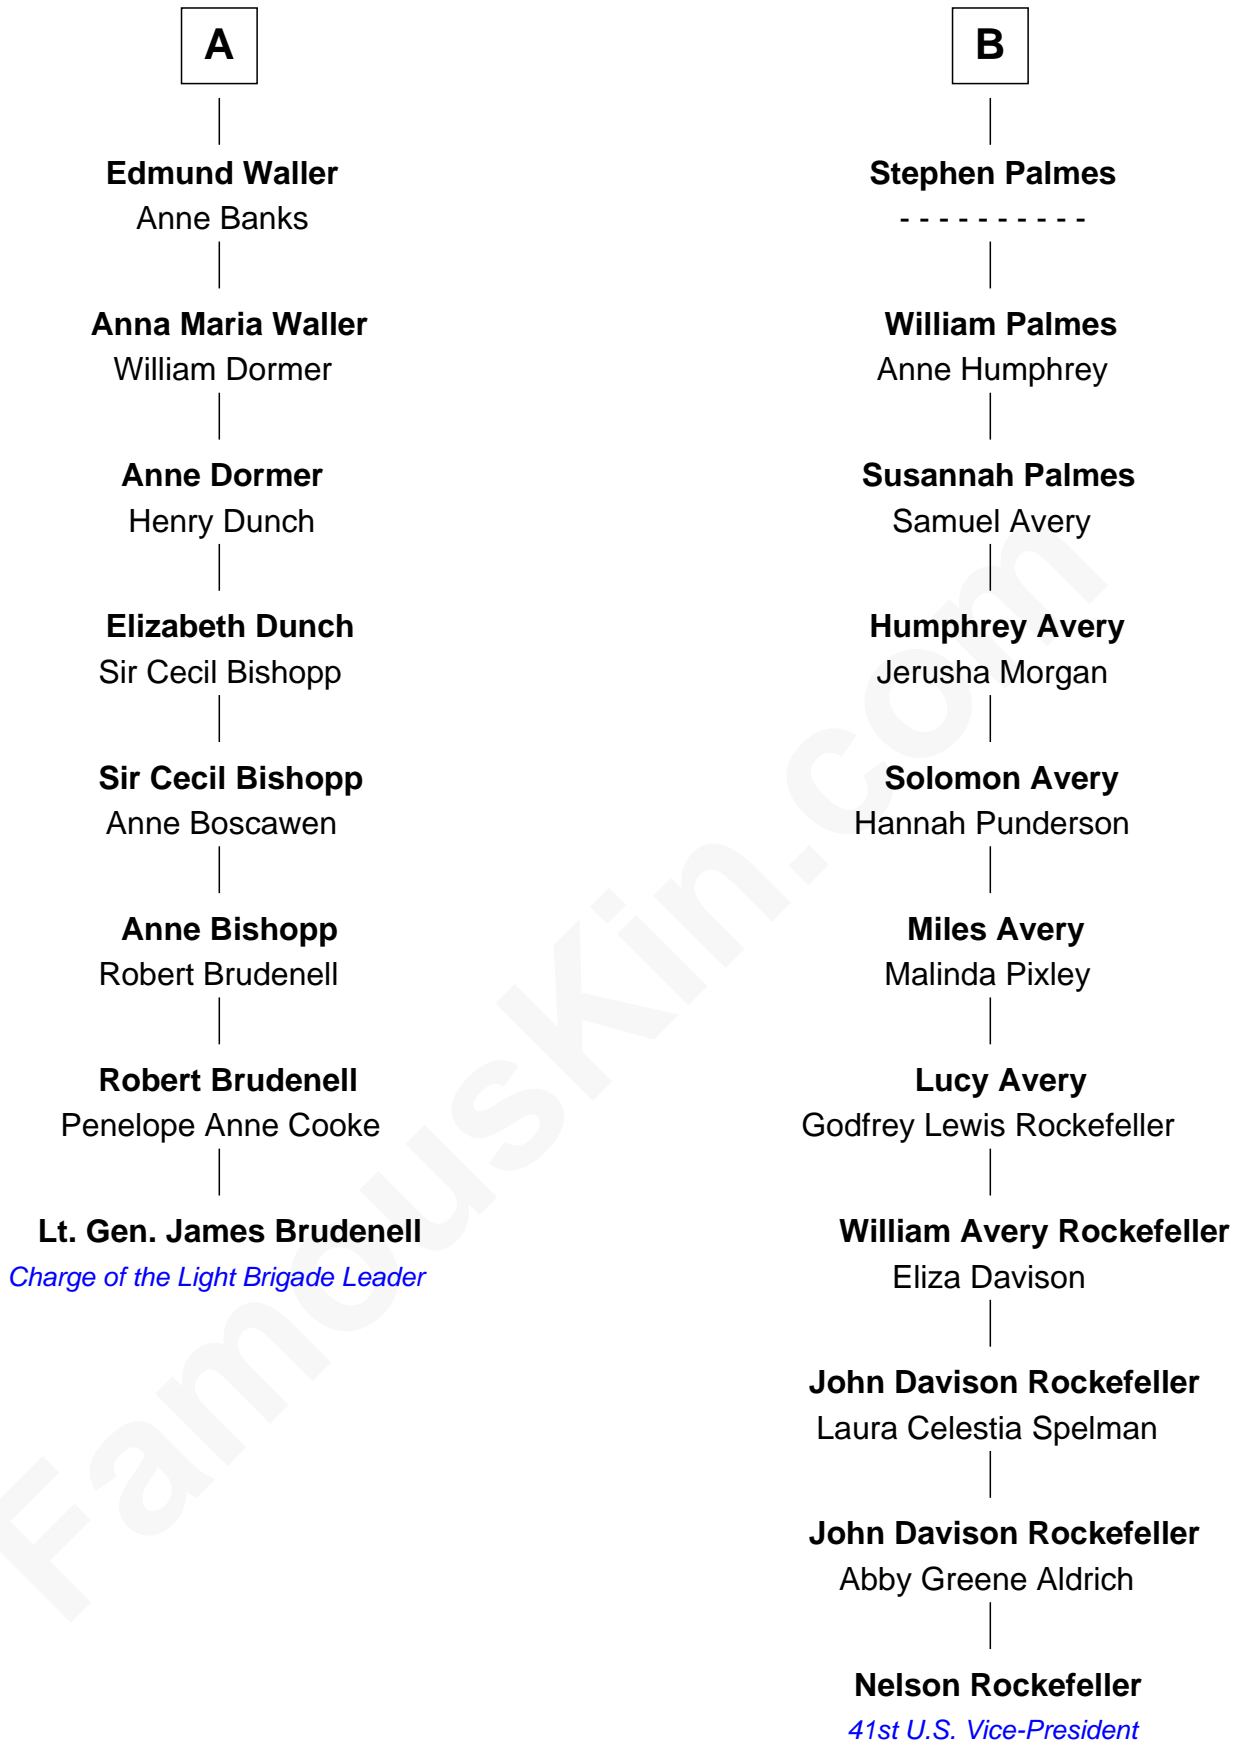 A
Edmund Waller
Anne Banks
Anna Maria Waller
William Dormer
Anne Dormer
Henry Dunch
Elizabeth Dunch
Sir Cecil Bishopp
Sir Cecil Bishopp
Anne Boscawen
Anne Bishopp
Robert Brudenell
Robert Brudenell
Penelope Anne Cooke
Lt. Gen. James Brudenell
Charge of the Light Brigade Leader
B
Stephen Palmes
- - - - - - - - - -
William Palmes
Anne Humphrey
Susannah Palmes
Samuel Avery
Humphrey Avery
Jerusha Morgan
Solomon Avery
Hannah Punderson
Miles Avery
Malinda Pixley
Lucy Avery
Godfrey Lewis Rockefeller
William Avery Rockefeller
Eliza Davison
John Davison Rockefeller
Laura Celestia Spelman
John Davison Rockefeller
Abby Greene Aldrich
Nelson Rockefeller
41st U.S. Vice-President
FamousKin.com